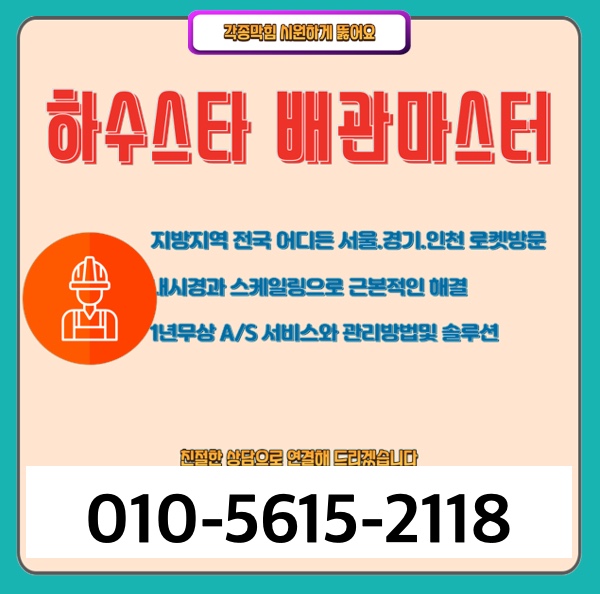 각종막힘 시원하게 뚫어요
하수스타 배관마스터
지방지역 전국 어디든 서울.경기.인천 로켓방문
내시경과 스케일링으로 근본적인 해결
1년무상 A/S 서비스와 관리방법및 솔루션
친절한 상담으로 연결해 드리겠습니다
010-5615-2118